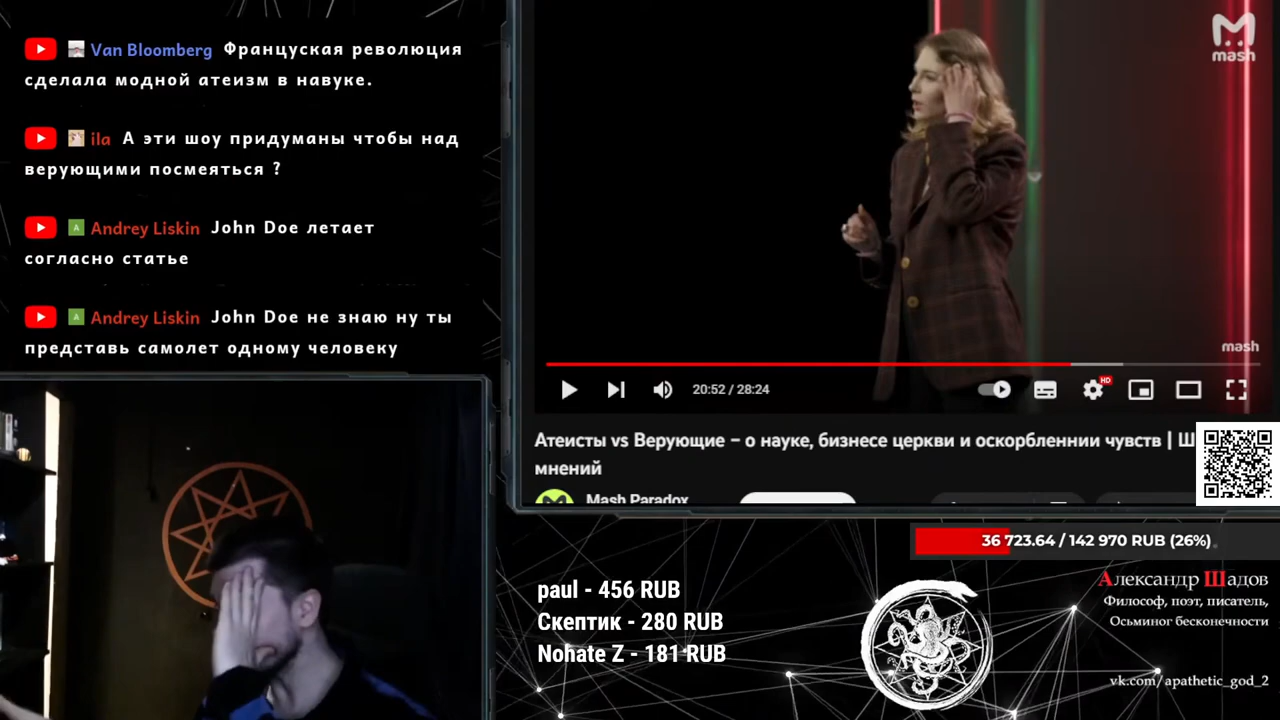 Van Bloomberg Француская революция
сделала модной атеизм в навуке.
ila А эти шоу придуманы чтобы над
верующими посмеяться ?
Andrey Liskin John Doe летает
согласно статье
Andrey Liskin John Doe не знаю ну ты
представь самолет одному человеку
mash
mash
20:52 / 28:24
HD
Атеисты vs Верующие – о науке, бизнесе церкви и оскорбленнии чувств | Ш
мнений
Mash Paradox
36 723.64 / 142 970 RUB (26%)
paul - 456 RUB
Скептик - 280 RUB
Nohate Z - 181 RUB
Александр Шадов
Философ, поэт, писатель,
Осьминог бесконечности
vk.com/apathetic_god_2